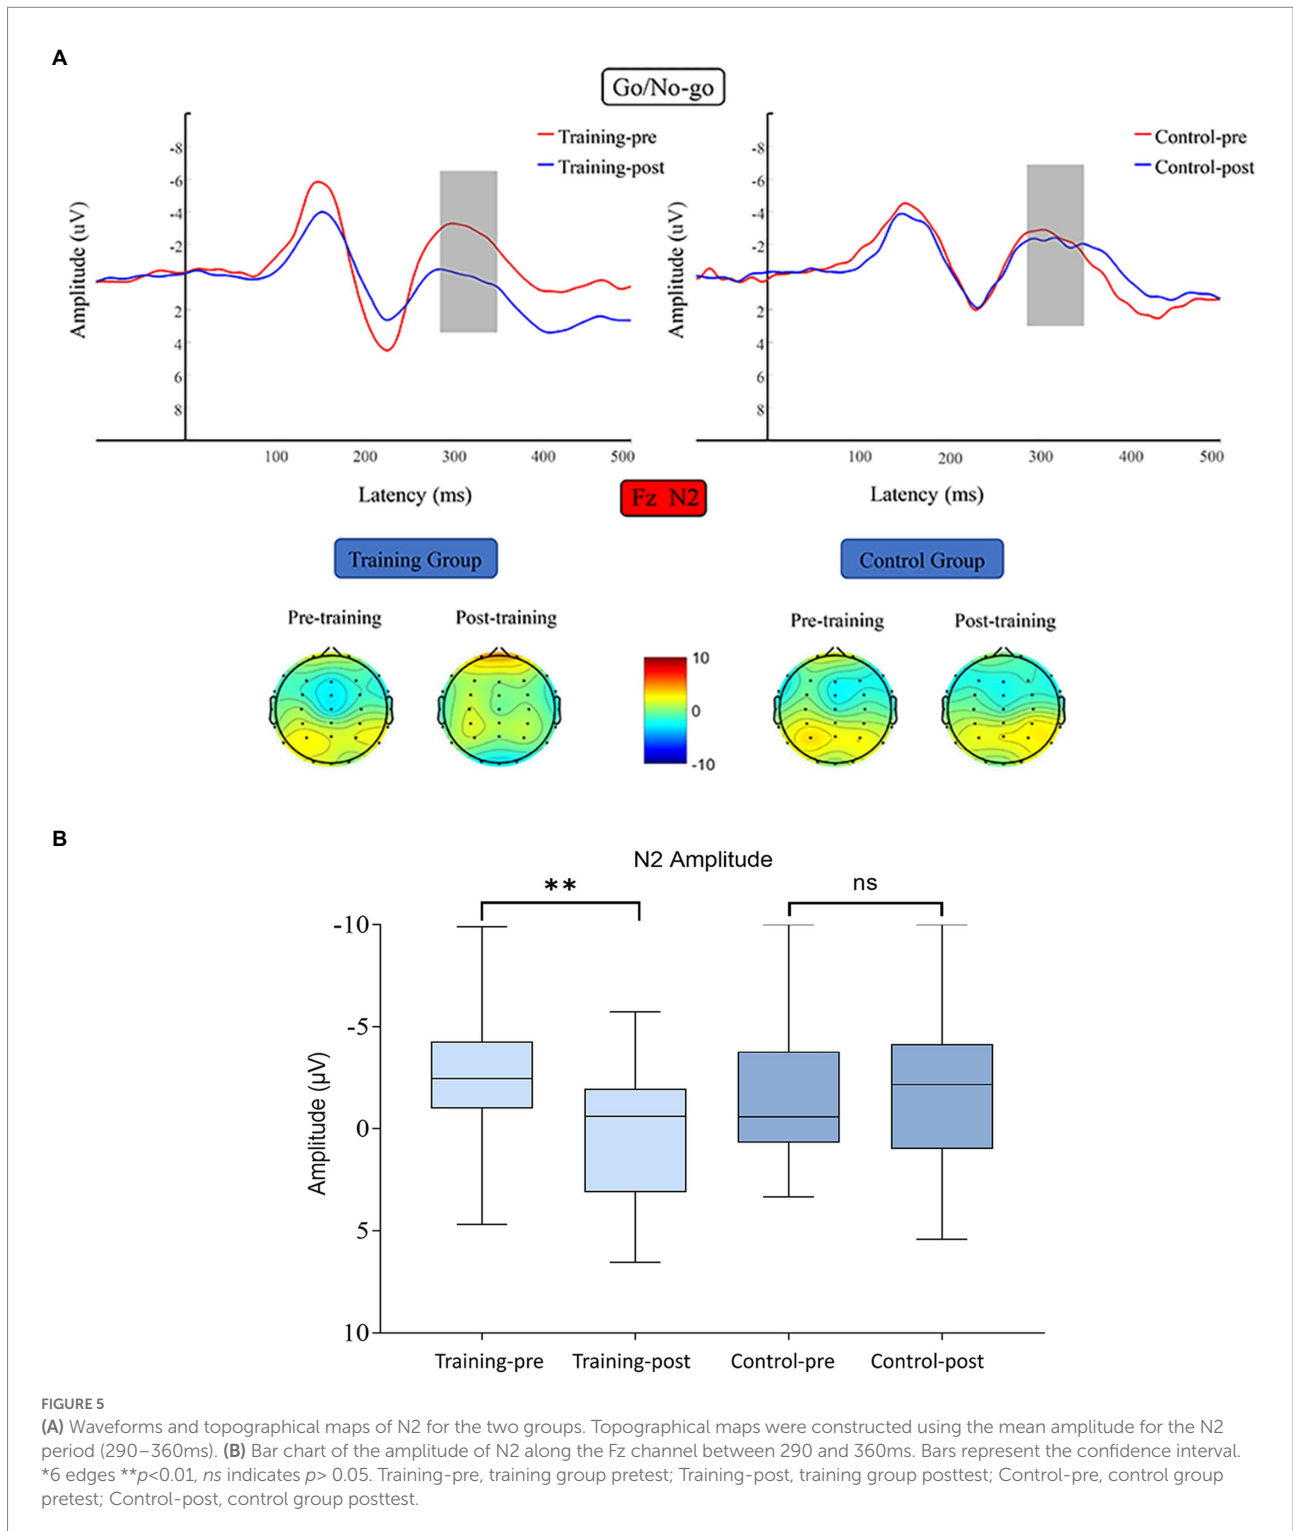 A
Go/No-go
Training-pre
Training-post
Control-pre
Control-post
-8
-6
-4
-2
2
4
6
8
Amplitude (uV)
100 200 300 400 500
Latency (ms)
-8
-6
-4
-2
2
4
6
8
Amplitude (uV)
100 200 300 400 500
Latency (ms)
Fz N2
Training Group
Control Group
Pre-training Post-training
Pre-training Post-training
10
0
-10
B
N2 Amplitude
** ns
-10
-5
0
5
10
Amplitude (μV)
Training-pre Training-post Control-pre Control-post
FIGURE 5
(A) Waveforms and topographical maps of N2 for the two groups. Topographical maps were constructed using the mean amplitude for the N2
period (290–360ms). (B) Bar chart of the amplitude of N2 along the Fz channel between 290 and 360ms. Bars represent the confidence interval.
*6 edges **p<0.01, ns indicates p> 0.05. Training-pre, training group pretest; Training-post, training group posttest; Control-pre, control group
pretest; Control-post, control group posttest.